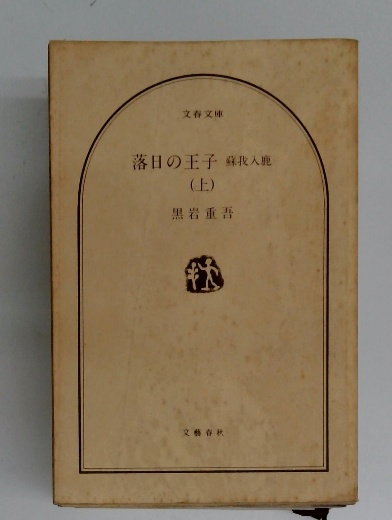 文春文庫
落日の王子 蘇我入鹿
(上)
黒岩重吾
文藝春秋